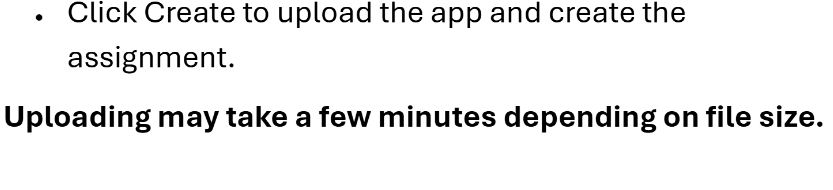 • Click Create to upload the app and create the
assignment.
Uploading may take a few minutes depending on file size.